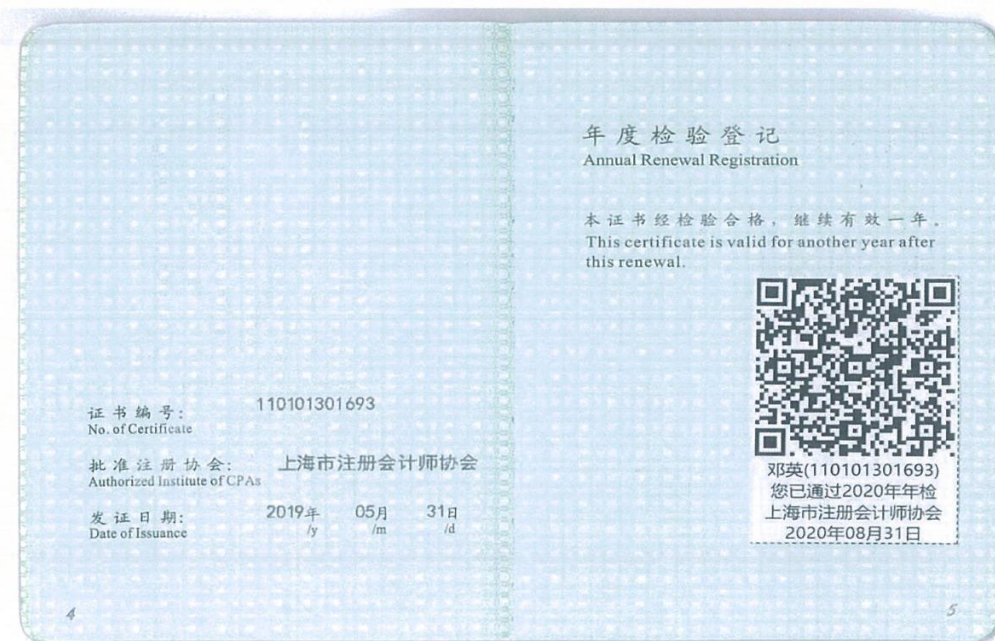 证书编号: 110101301693
No. of Certificate
批准注册协会: 上海市注册会计师协会
Authorized Institute of CPAs
发证日期: 2019年 05月 31日
Date of Issuance /y /m /d
4
年度检验登记
Annual Renewal Registration
本证书经检验合格，继续有效一年。
This certificate is valid for another year after
this renewal.
邓英(110101301693)
您已通过2020年年检
上海市注册会计师协会
2020年08月31日
5